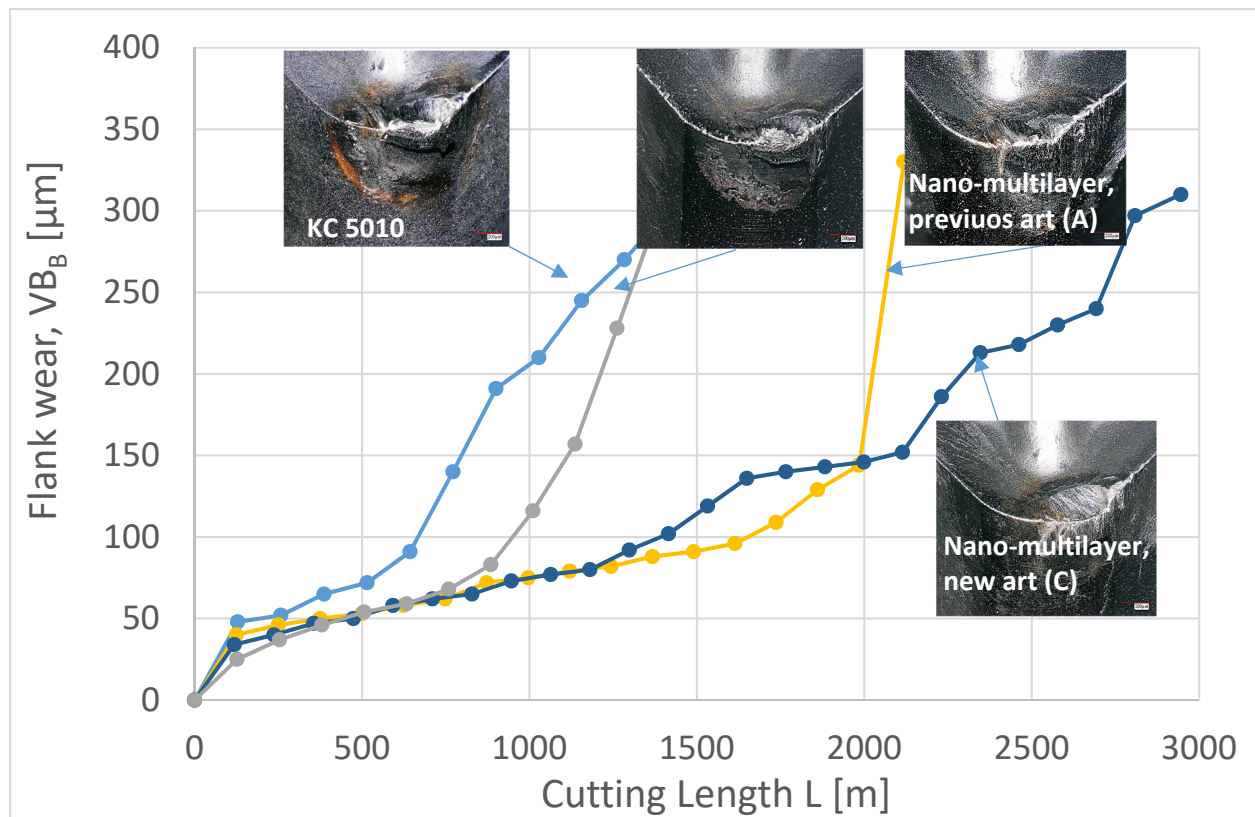 Flank wear, VB_B [µm]
400
350
300
250
200
150
100
50
0
KC 5010
Nano-multilayer,
previuos art (A)
Nano-multilayer,
new art (C)
0 500 1000 1500 2000 2500 3000
Cutting Length L [m]